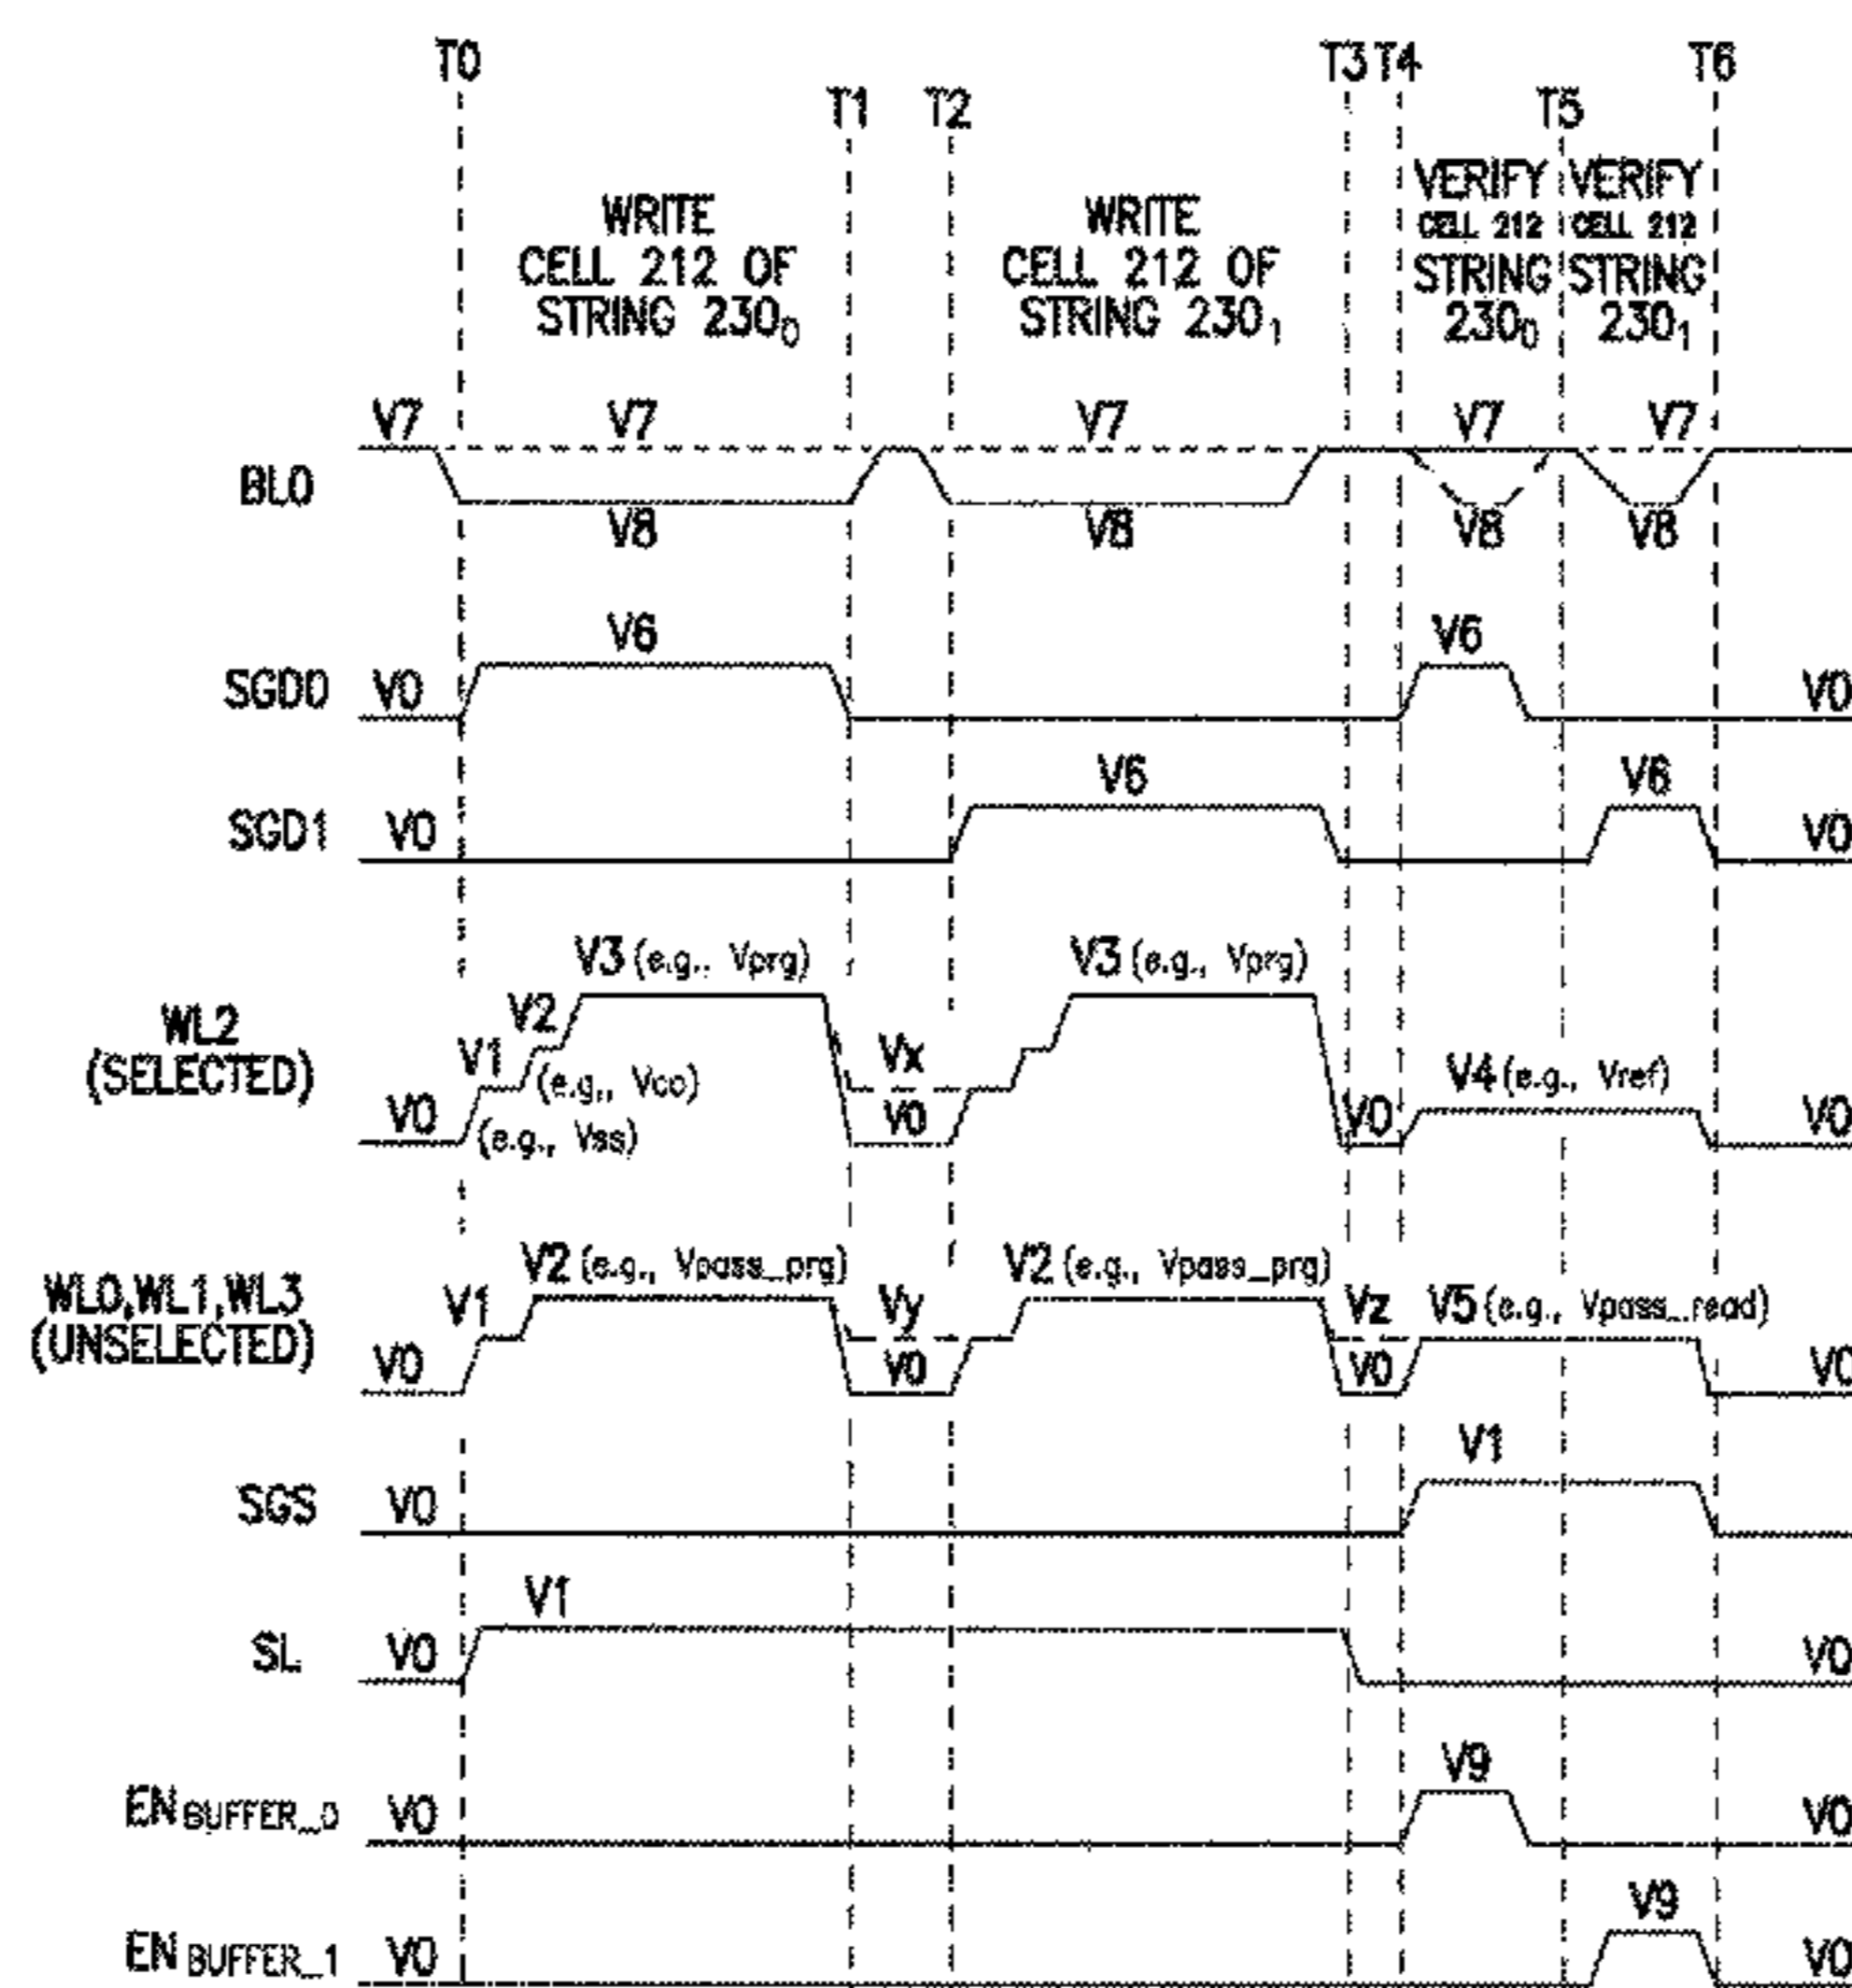 T0 T3 T4 T6
T1 T2 T5
WRITE
CELL 212 OF
STRING 230₀
WRITE
CELL 212 OF
STRING 230₁
VERIFY
CELL 212
STRING
230₀
VERIFY
CELL 212
STRING
230₁
V7 V7 V7 V7 V7
BL0
V8 V8 V8 V8
V6 V6
SGD0 V0 V0
V6 V6
SGD1 V0 V0
V3 (e.g., Vprg) V3 (e.g., Vprg)
WL2
(SELECTED)
V2
V1 (e.g., Vcc) Vx V4 (e.g., Vref)
V0 (e.g., Vss) V0 V0 V0
V2 (e.g., Vpass_prg) V2 (e.g., Vpass_prg)
WL0,WL1,WL3
(UNSELECTED)
V1 Vy Vz V5 (e.g., Vpass_read)
V0 V0 V0 V0
V1
SGS V0
V1
SL V0 V0
V9
EN BUFFER_0 V0 V0
V9
EN BUFFER_1 V0 V0